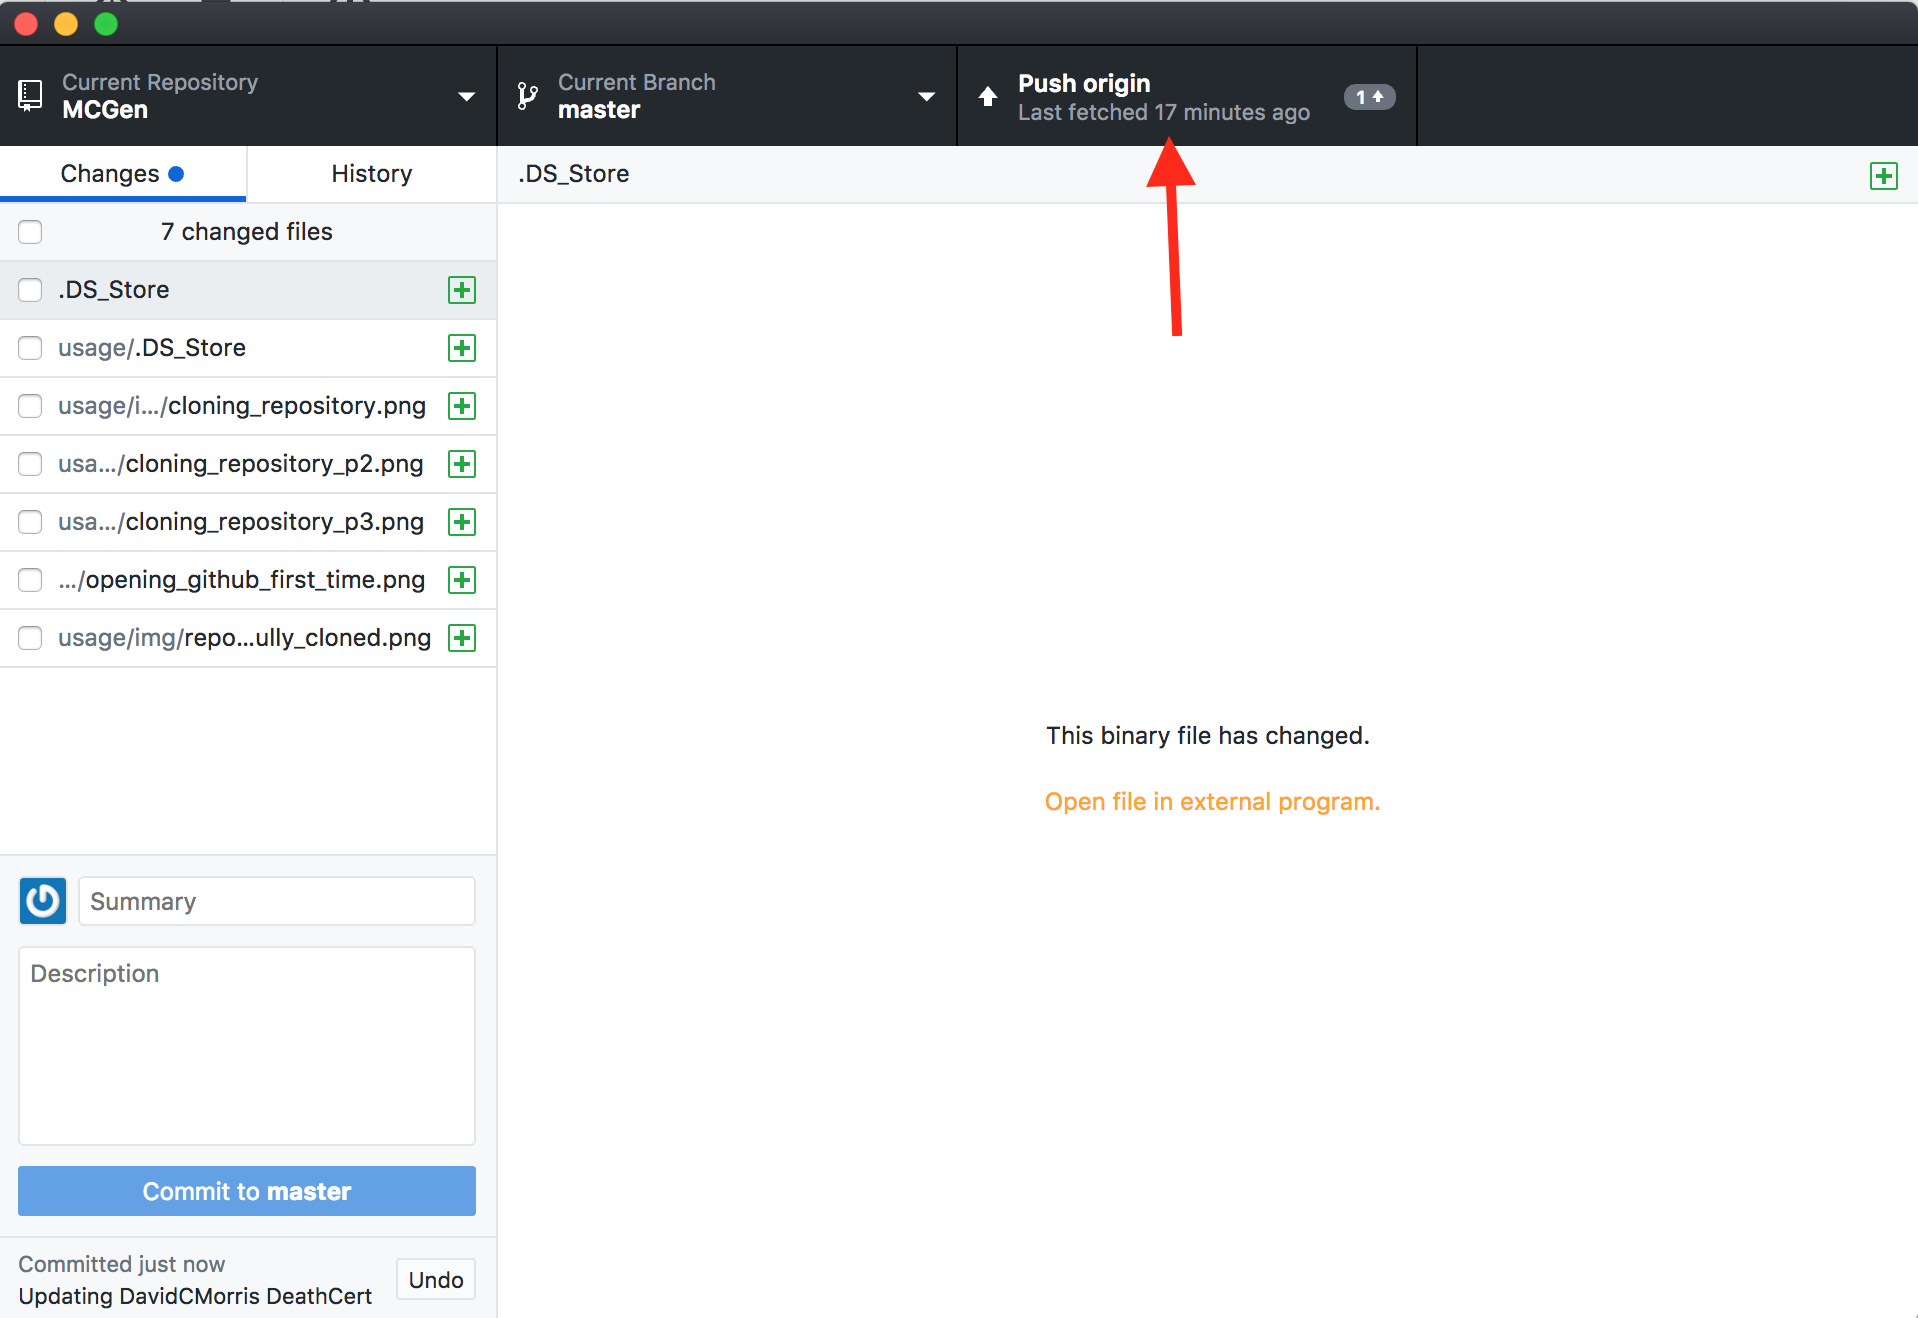 Current Repository
MCGen
Current Branch
master
Push origin
Last fetched 17 minutes ago
1
Changes
History
.DS_Store
7 changed files
.DS_Store
usage/.DS_Store
usage/i.../cloning_repository.png
usa.../cloning_repository_p2.png
usa.../cloning_repository_p3.png
.../opening_github_first_time.png
usage/img/repo...ully_cloned.png
This binary file has changed.
Open file in external program.
Summary
Description
Commit to master
Committed just now
Updating DavidCMorris DeathCert
Undo